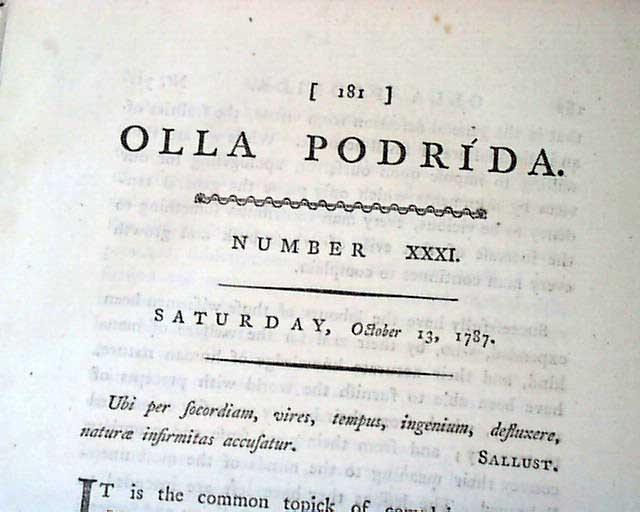 [ 181 ]
OLLA PODRÍDA.
NUMBER XXXI.
SATURDAY, October 13, 1787.
Ubi per ſocordiam, vires, tempus, ingenium, defluxere,
naturæ infirmitas accuſatur.
SALLUST.
IT is the common topick of